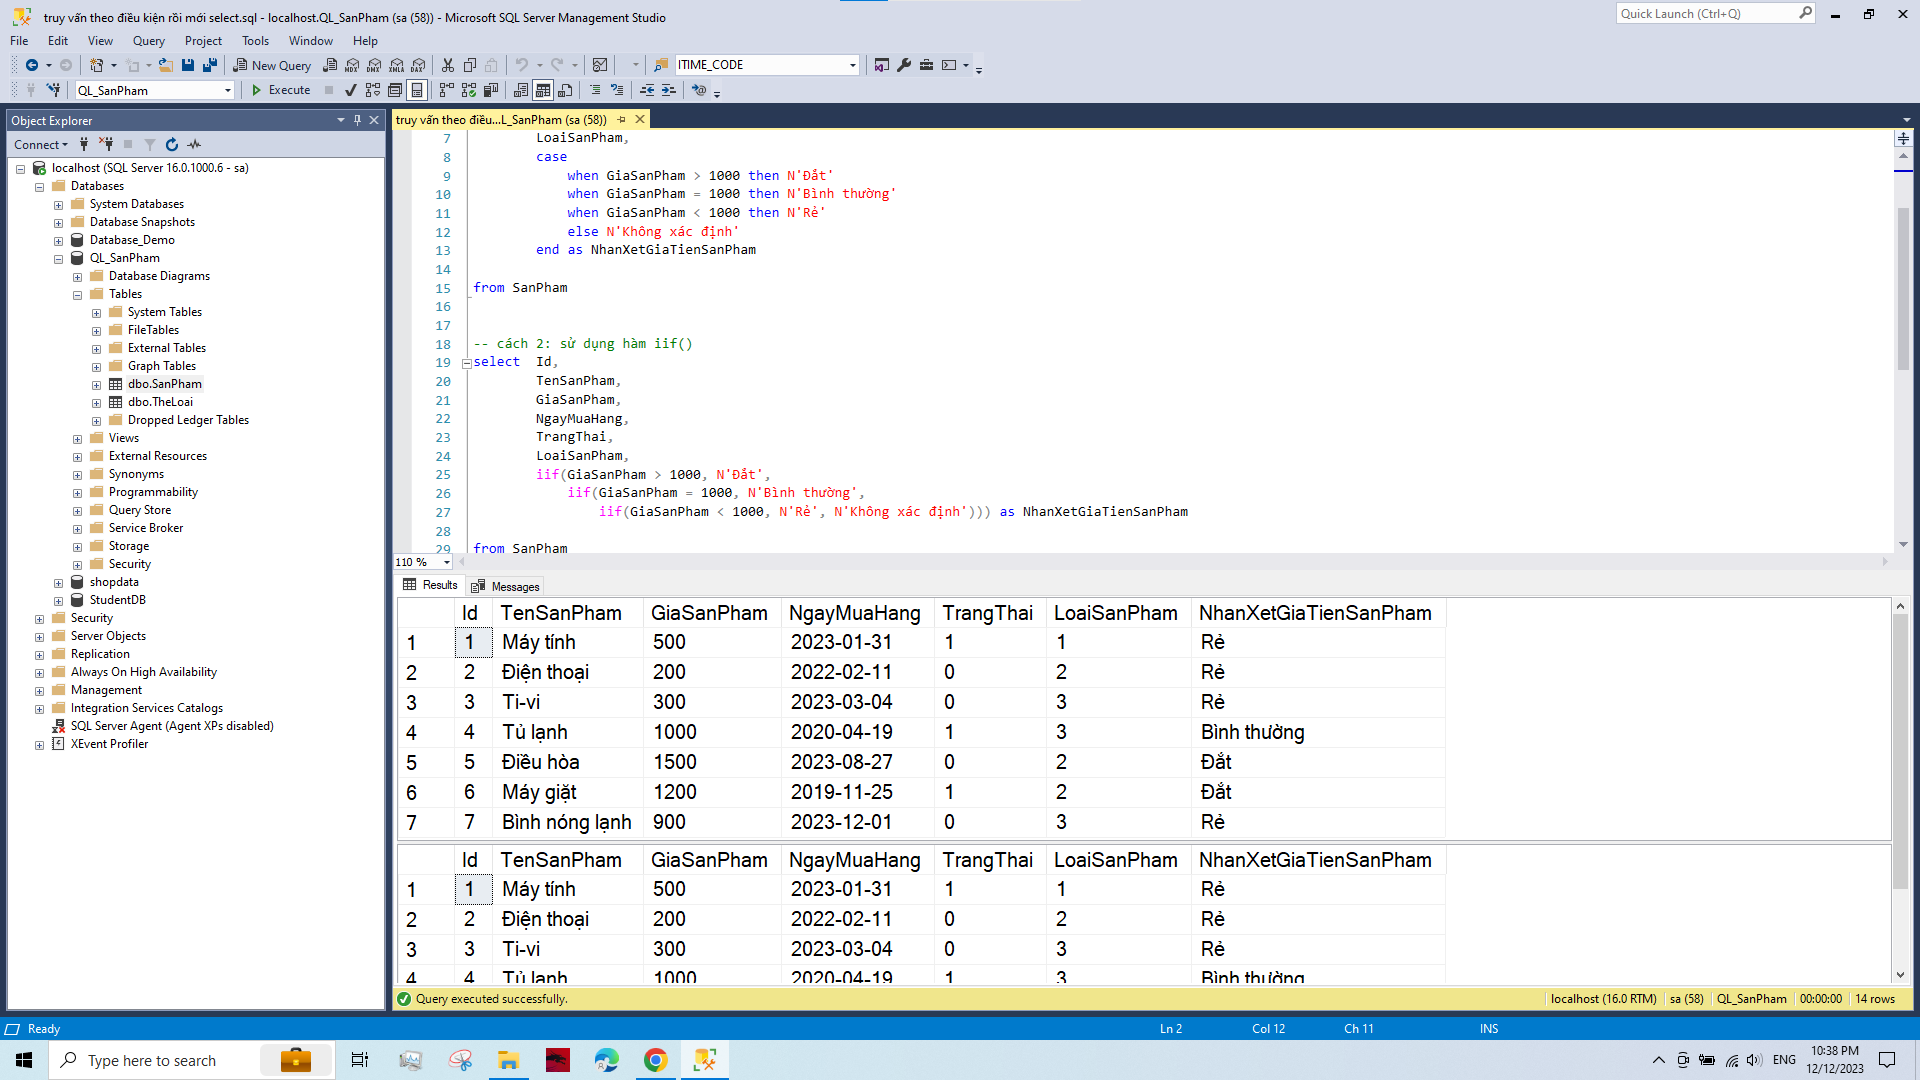 truy vấn theo điều kiện rồi mới select.sql - localhost.QL_SanPham (sa (58)) - Microsoft SQL Server Management Studio
Quick Launch (Ctrl+Q)
File Edit View Query Project Tools Window Help
New Query MDX DMX XMLA DAX ITIME_CODE
QL_SanPham Execute
Object Explorer
Connect
localhost (SQL Server 16.0.1000.6 - sa)
Databases
System Databases
Database Snapshots
Database_Demo
QL_SanPham
Database Diagrams
Tables
System Tables
FileTables
External Tables
Graph Tables
dbo.SanPham
dbo.TheLoai
Dropped Ledger Tables
Views
External Resources
Synonyms
Programmability
Query Store
Service Broker
Storage
Security
shopdata
StudentDB
Security
Server Objects
Replication
Always On High Availability
Management
Integration Services Catalogs
SQL Server Agent (Agent XPs disabled)
XEvent Profiler
truy vấn theo điều...L_SanPham (sa (58))
7 LoaiSanPham,
8 case
9 when GiaSanPham > 1000 then N'Đắt'
10 when GiaSanPham = 1000 then N'Bình thường'
11 when GiaSanPham < 1000 then N'Rẻ'
12 else N'Không xác định'
13 end as NhanXetGiaTienSanPham
14
15 from SanPham
16
17
18 -- cách 2: sử dụng hàm iif()
19 select Id,
20 TenSanPham,
21 GiaSanPham,
22 NgayMuaHang,
23 TrangThai,
24 LoaiSanPham,
25 iif(GiaSanPham > 1000, N'Đắt',
26 iif(GiaSanPham = 1000, N'Bình thường',
27 iif(GiaSanPham < 1000, N'Rẻ', N'Không xác định'))) as NhanXetGiaTienSanPham
28
29 from SanPham
110 %
Results Messages
Id TenSanPham GiaSanPham NgayMuaHang TrangThai LoaiSanPham NhanXetGiaTienSanPham
1 1 Máy tính 500 2023-01-31 1 1 Rẻ
2 2 Điện thoại 200 2022-02-11 0 2 Rẻ
3 3 Ti-vi 300 2023-03-04 0 3 Rẻ
4 4 Tủ lạnh 1000 2020-04-19 1 3 Bình thường
5 5 Điều hòa 1500 2023-08-27 0 2 Đắt
6 6 Máy giặt 1200 2019-11-25 1 2 Đắt
7 7 Bình nóng lạnh 900 2023-12-01 0 3 Rẻ
Id TenSanPham GiaSanPham NgayMuaHang TrangThai LoaiSanPham NhanXetGiaTienSanPham
1 1 Máy tính 500 2023-01-31 1 1 Rẻ
2 2 Điện thoại 200 2022-02-11 0 2 Rẻ
3 3 Ti-vi 300 2023-03-04 0 3 Rẻ
4 4 Tủ lạnh 1000 2020-04-19 1 3 Bình thường
Query executed successfully. localhost (16.0 RTM) sa (58) QL_SanPham 00:00:00 14 rows
Ready Ln 2 Col 12 Ch 11 INS
Type here to search
ENG 10:38 PM
12/12/2023